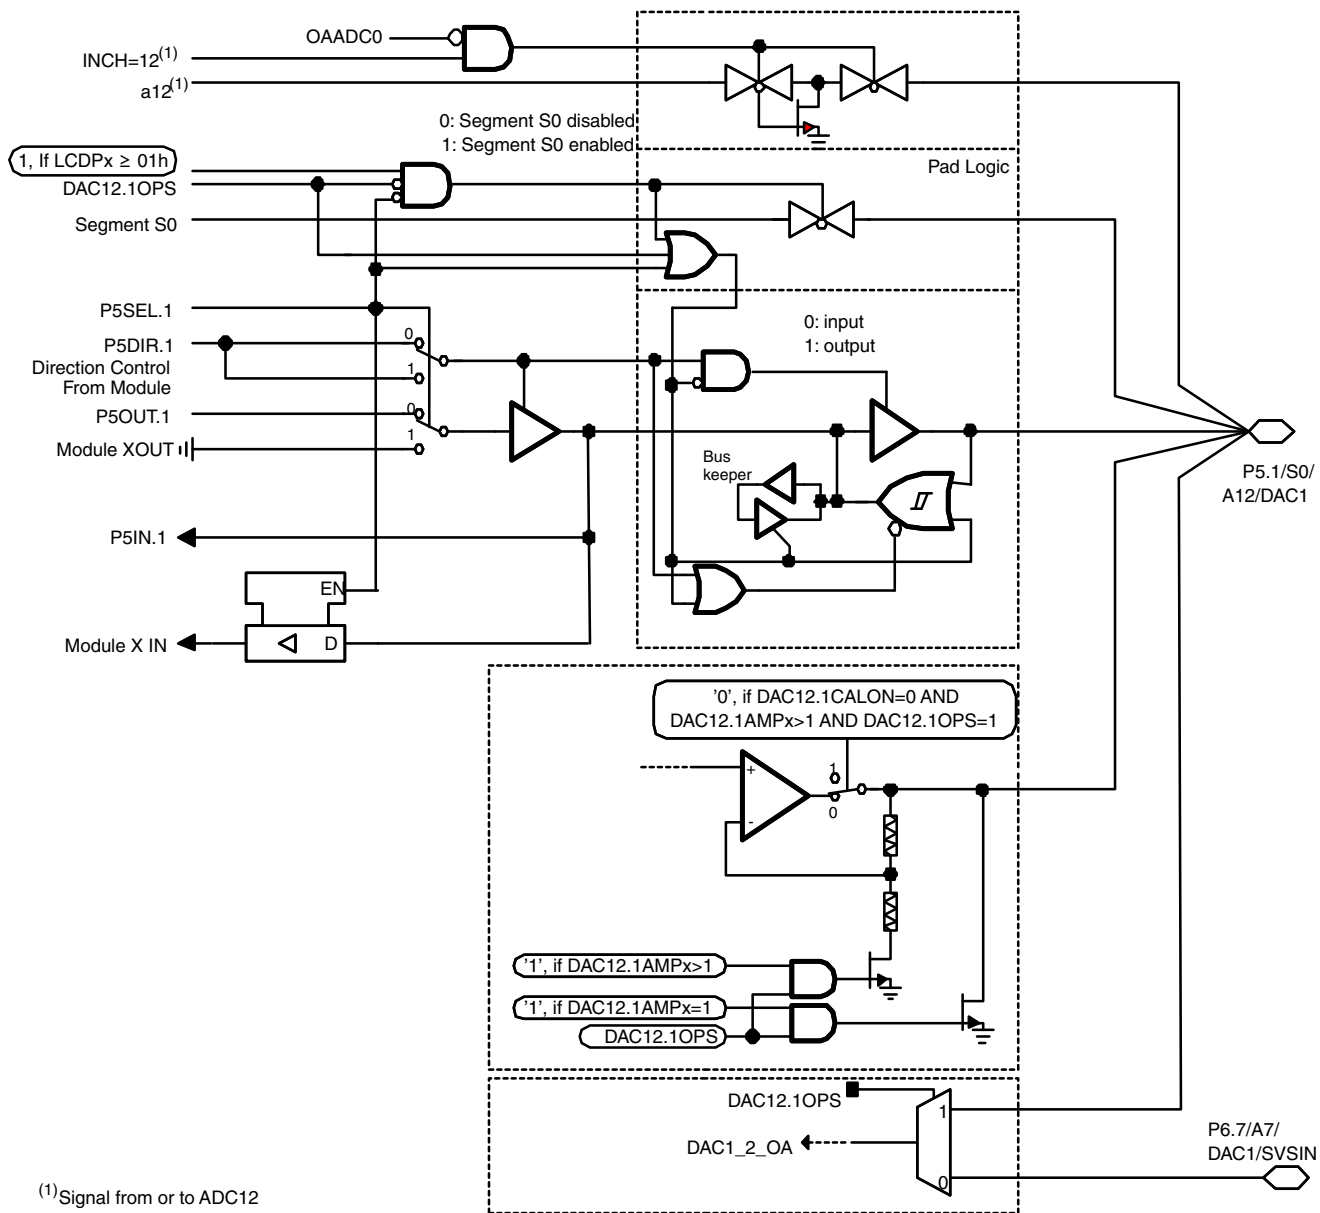 OAADC0
INCH=12(1)
a12(1)
0: Segment S0 disabled
1: Segment S0 enabled
1, If LCDPx ≥ 01h
Pad Logic
DAC12.1OPS
Segment S0
P5SEL.1
0: input
1: output
0
P5DIR.1
Direction Control
From Module
1
P5OUT.1
0
1
Module XOUT
Bus
keeper
P5.1/S0/
A12/DAC1
P5IN.1
EN
Module X IN
D
'0', if DAC12.1CALON=0 AND
DAC12.1AMPx>1 AND DAC12.1OPS=1
+
1
0
-
'1', if DAC12.1AMPx>1
'1', if DAC12.1AMPx=1
DAC12.1OPS
DAC12.1OPS
1
DAC1_2_OA
0
P6.7/A7/
DAC1/SVSIN
(1)Signal from or to ADC12